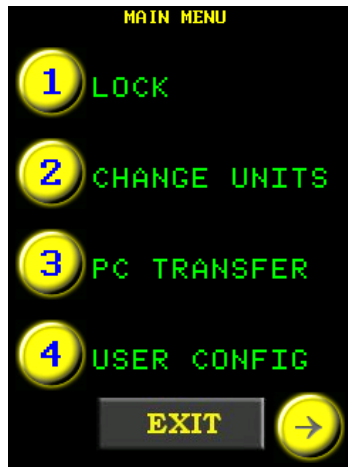 MAIN MENU
1 LOCK
2 CHANGE UNITS
3 PC TRANSFER
4 USER CONFIG
EXIT →